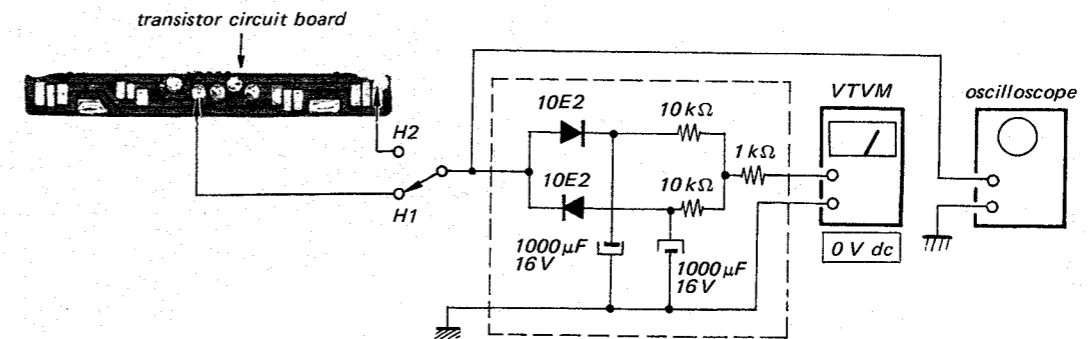 transistor circuit board
VTVM
oscilloscope
10E2
10kΩ
H2
1kΩ
10E2
10kΩ
H1
1000µF
16V
1000µF
16V
0 V dc